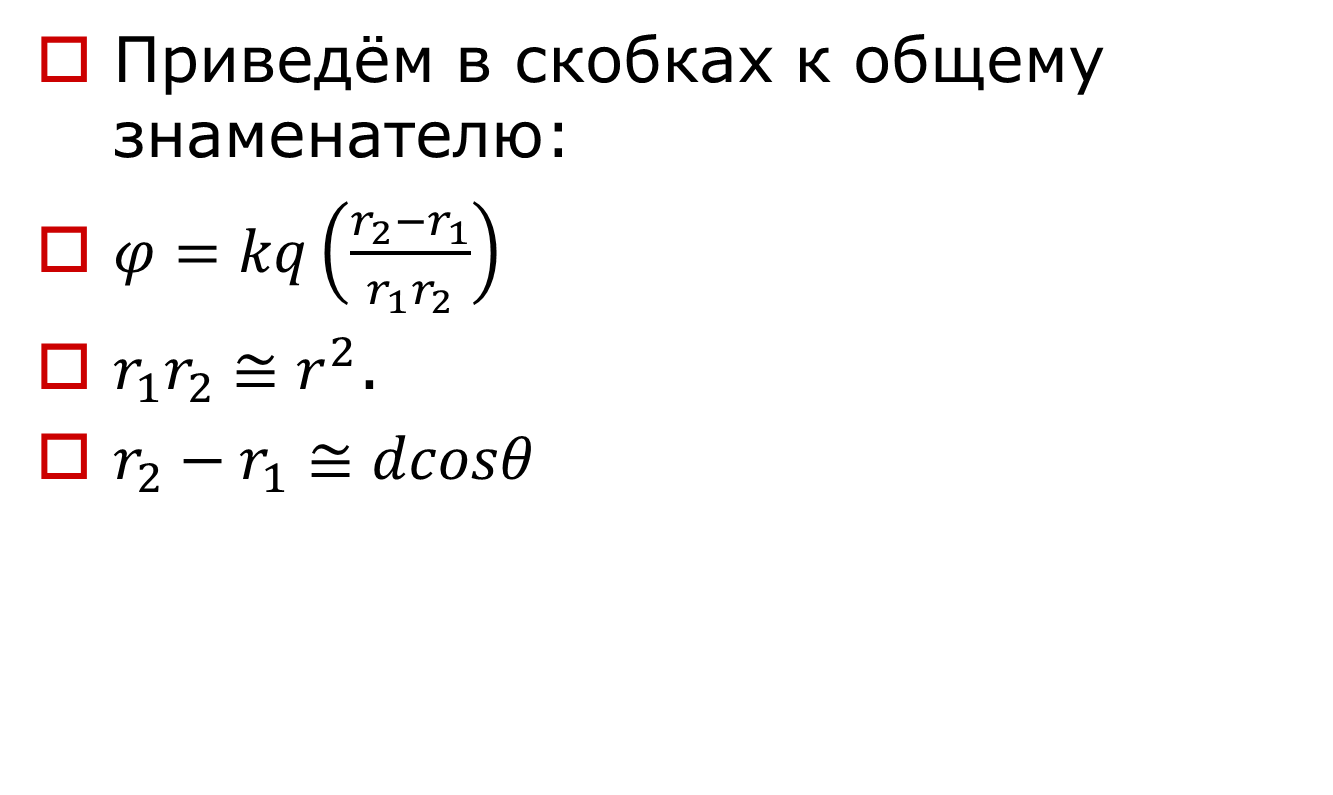 Приведём в скобках к общему
знаменателю:
φ = kq (r₂−r₁ / r₁r₂)
r₁r₂ ≅ r².
r₂ − r₁ ≅ dcosθ